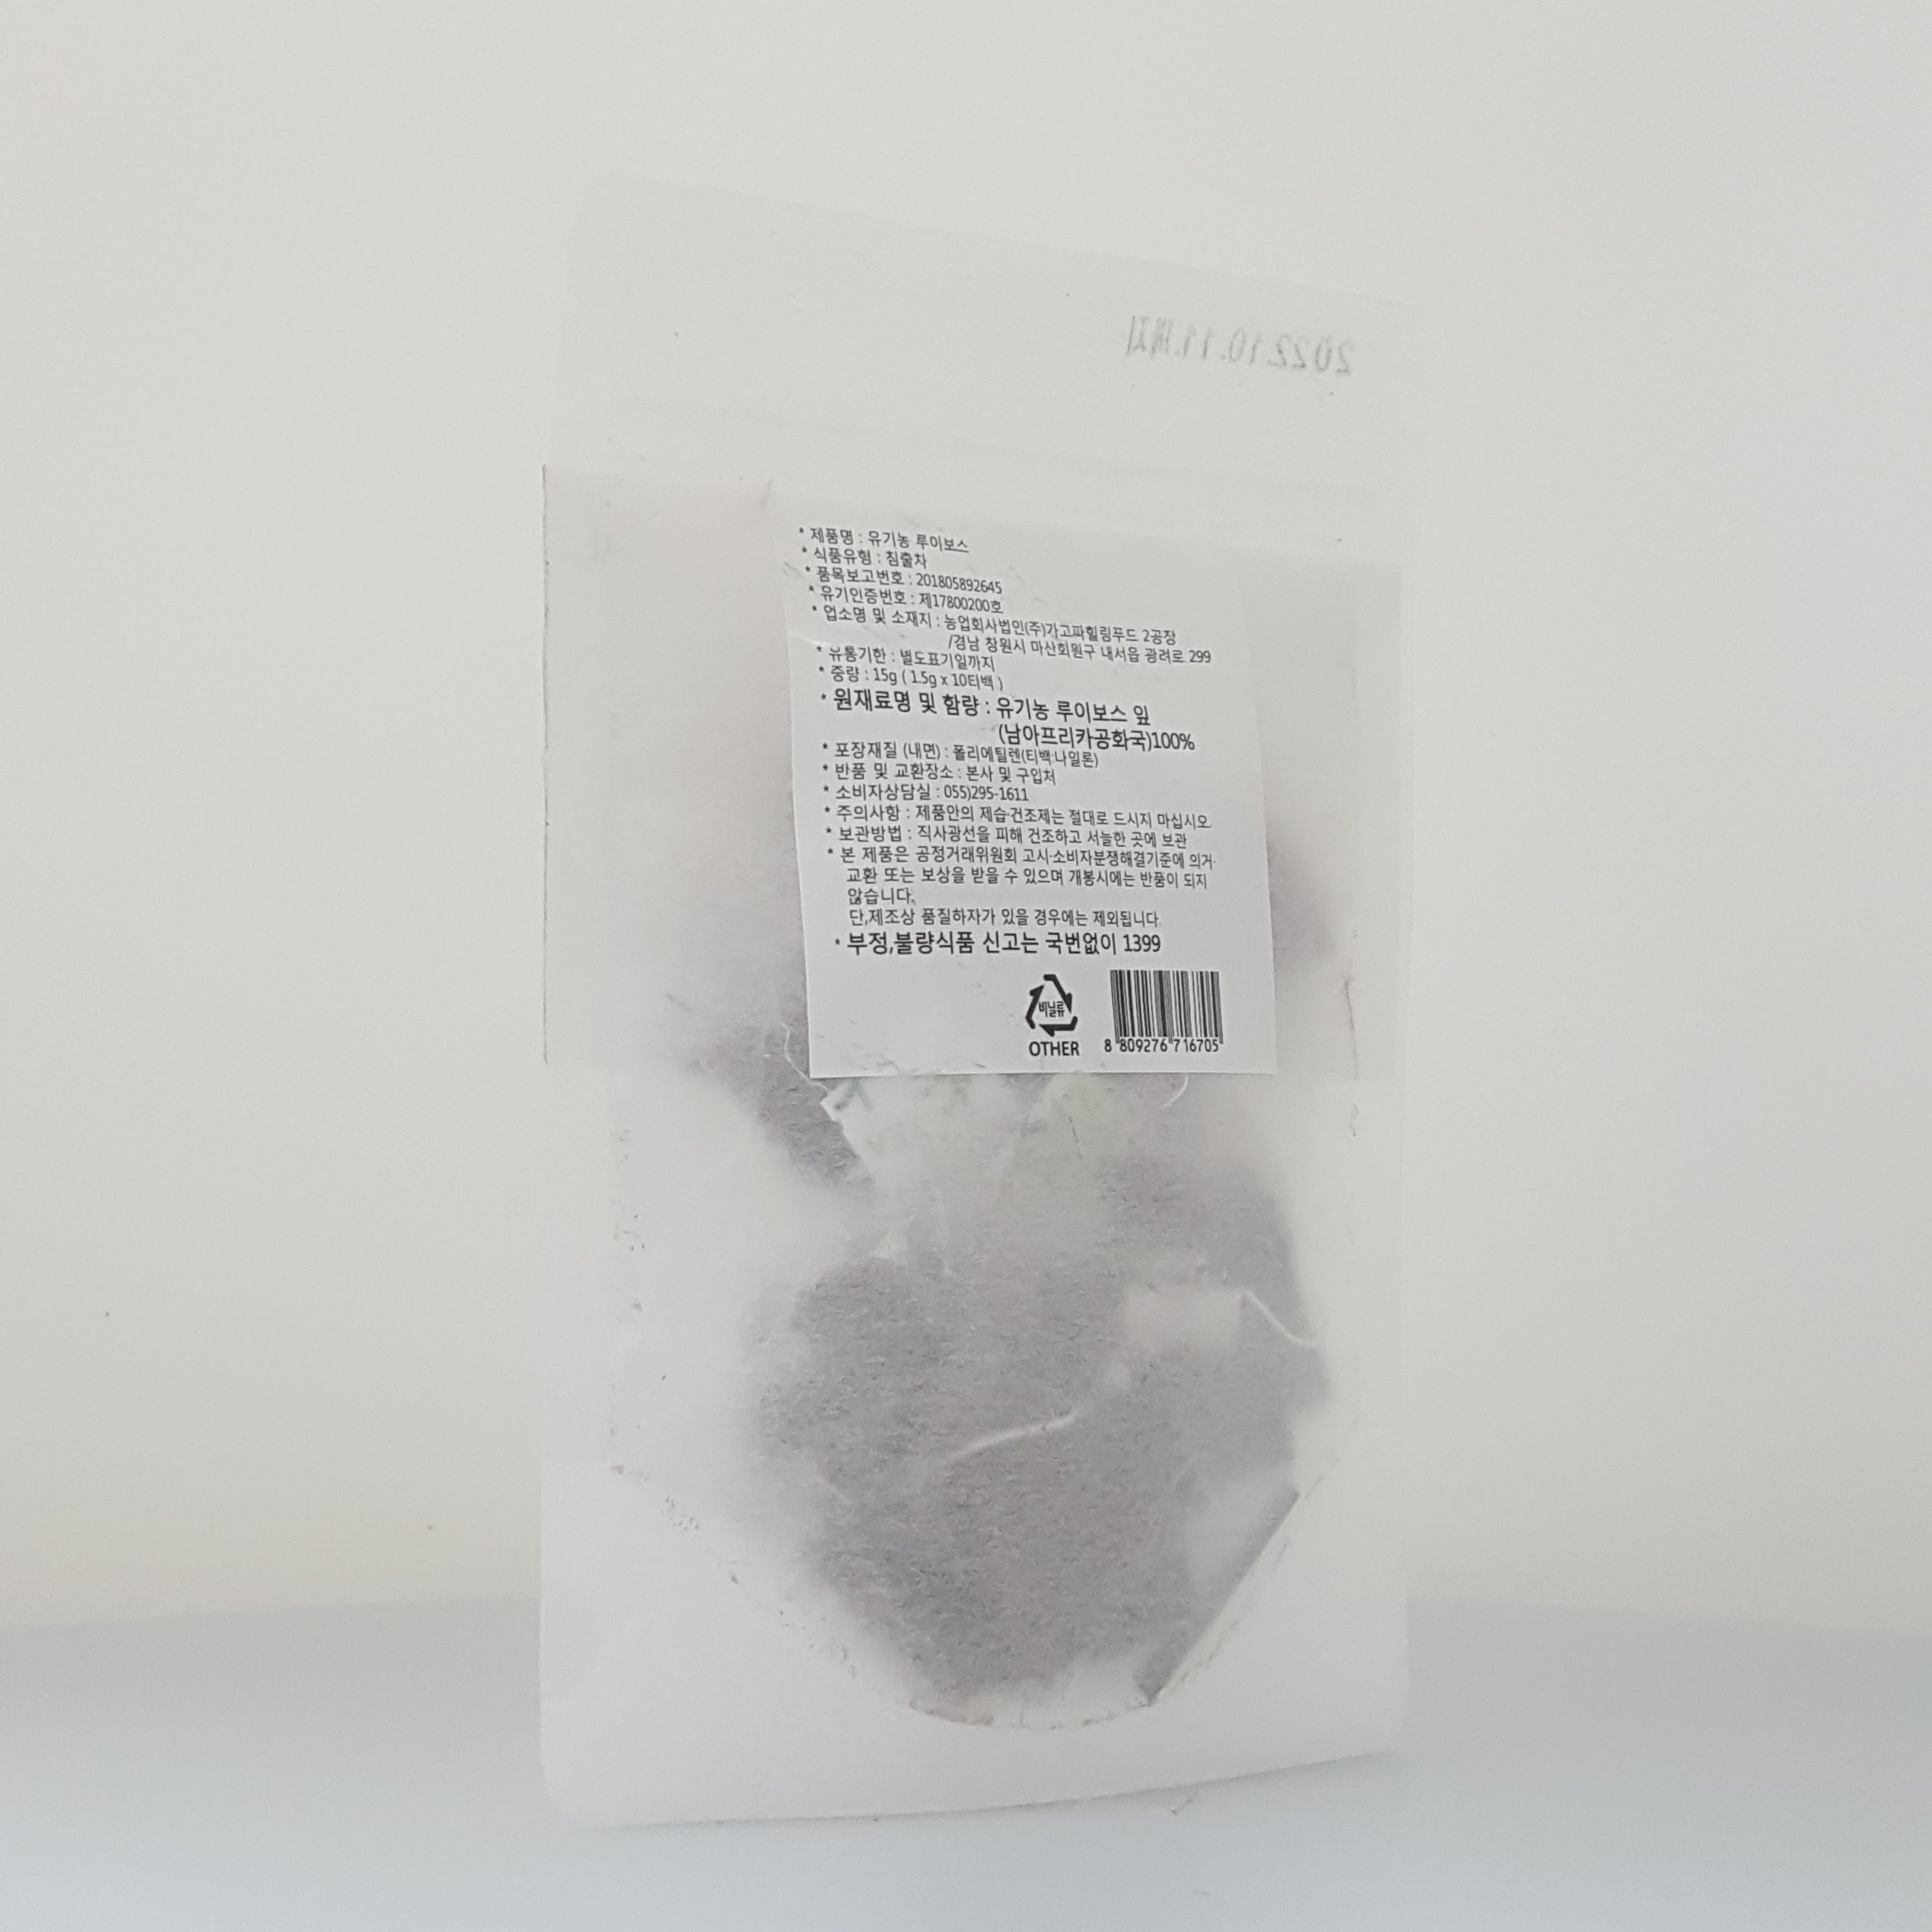 2022.10.11.까지
* 제품명 : 유기농 루이보스
* 식품유형 : 침출차
* 품목보고번호 : 201805892645
* 유기인증번호 : 제17800200호
* 업소명 및 소재지 : 농업회사법인(주)가고파힐링푸드 2공장
/경남 창원시 마산회원구 내서읍 광려로 299
* 유통기한 : 별도표기일까지
* 중량 : 15g ( 1.5g x 10티백 )
* 원재료명 및 함량 : 유기농 루이보스 잎
(남아프리카공화국)100%
* 포장재질 (내면) : 폴리에틸렌(티백:나일론)
* 반품 및 교환장소 : 본사 및 구입처
* 소비자상담실 : 055)295-1611
* 주의사항 : 제품안의 제습·건조제는 절대로 드시지 마십시오.
* 보관방법 : 직사광선을 피해 건조하고 서늘한 곳에 보관
* 본 제품은 공정거래위원회 고시·소비자분쟁해결기준에 의거·
교환 또는 보상을 받을 수 있으며 개봉시에는 반품이 되지
않습니다.
단,제조상 품질하자가 있을 경우에는 제외됩니다.
* 부정,불량식품 신고는 국번없이 1399
비닐류
OTHER
8 809276 716705